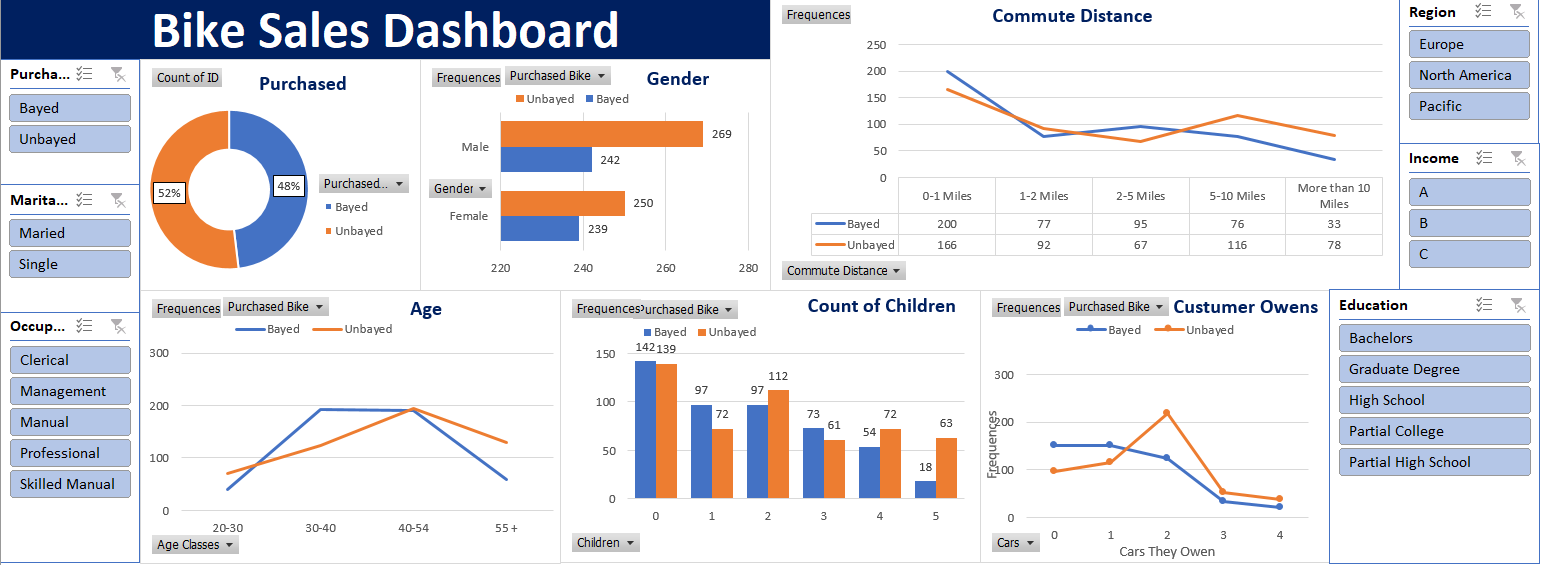 Bike Sales Dashboard
Purcha...
Bayed
Unbayed
Marita...
Maried
Single
Occup...
Clerical
Management
Manual
Professional
Skilled Manual
Count of ID
Purchased
52%
48%
Purchased...
Bayed
Unbayed
Frequences
Purchased Bike
Gender
Unbayed Bayed
Male
269
242
Gender
Female
250
239
220 240 260 280
Frequences
Commute Distance
250
200
150
100
50
0
0-1 Miles 1-2 Miles 2-5 Miles 5-10 Miles More than 10 Miles
Bayed 200 77 95 76 33
Unbayed 166 92 67 116 78
Commute Distance
Region
Europe
North America
Pacific
Income
A
B
C
Frequences
Purchased Bike
Age
Bayed Unbayed
300
200
100
0
20-30 30-40 40-54 55 +
Age Classes
Frequences
Purchased Bike
Count of Children
Bayed Unbayed
150
100
50
0
142 139
97 72
97 112
73 61
54 72
18 63
0 1 2 3 4 5
Children
Frequences
Purchased Bike
Custumer Owens
Bayed Unbayed
Frequences
300
200
100
0
0 1 2 3 4
Cars They Owen
Cars
Education
Bachelors
Graduate Degree
High School
Partial College
Partial High School